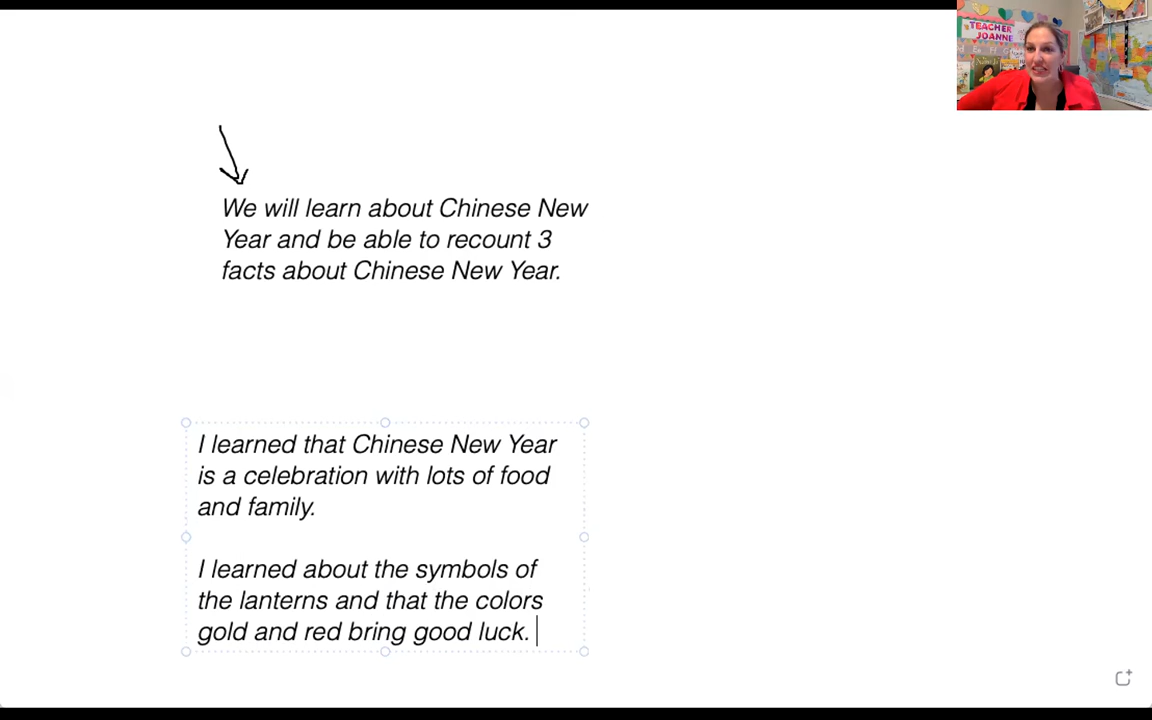 TEACHER
JOANNE
We will learn about Chinese New
Year and be able to recount 3
facts about Chinese New Year.
I learned that Chinese New Year
is a celebration with lots of food
and family.
I learned about the symbols of
the lanterns and that the colors
gold and red bring good luck.